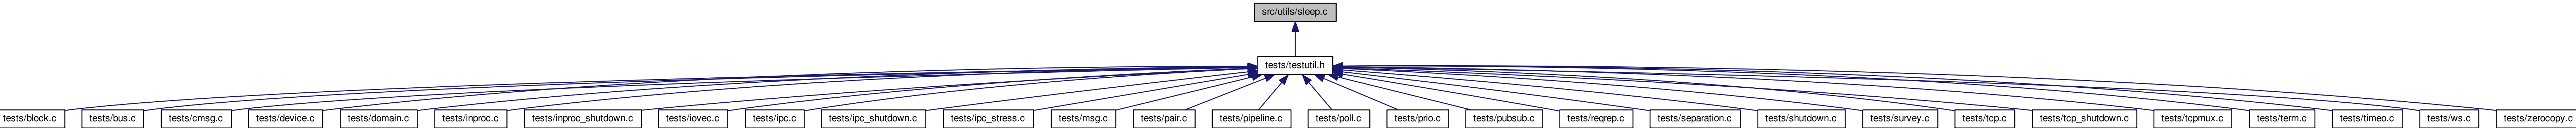 src/utils/sleep.c
tests/testutil.h
tests/block.c tests/bus.c tests/cmsg.c tests/device.c tests/domain.c tests/inproc.c tests/inproc_shutdown.c tests/iovec.c tests/ipc.c tests/ipc_shutdown.c tests/ipc_stress.c tests/msg.c tests/pair.c tests/pipeline.c tests/poll.c tests/prio.c tests/pubsub.c tests/reqrep.c tests/separation.c tests/shutdown.c tests/survey.c tests/tcp.c tests/tcp_shutdown.c tests/tcpmux.c tests/term.c tests/timeo.c tests/ws.c tests/zerocopy.c